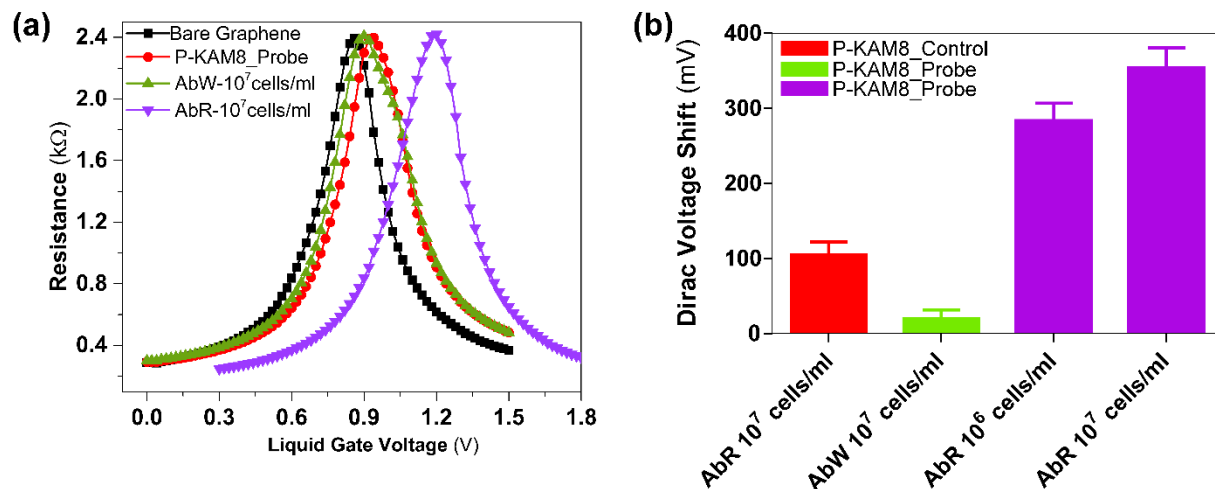 (a)
Bare Graphene
P-KAM8_Probe
AbW-10⁷cells/ml
AbR-10⁷cells/ml
2.4
2.0
1.6
1.2
0.8
0.4
Resistance (kΩ)
0.0
0.3
0.6
0.9
1.2
1.5
1.8
Liquid Gate Voltage (V)
(b)
P-KAM8_Control
P-KAM8_Probe
P-KAM8_Probe
400
300
200
100
0
Dirac Voltage Shift (mV)
AbR 10⁷ cells/ml
AbW 10⁷ cells/ml
AbR 10⁶ cells/ml
AbR 10⁷ cells/ml